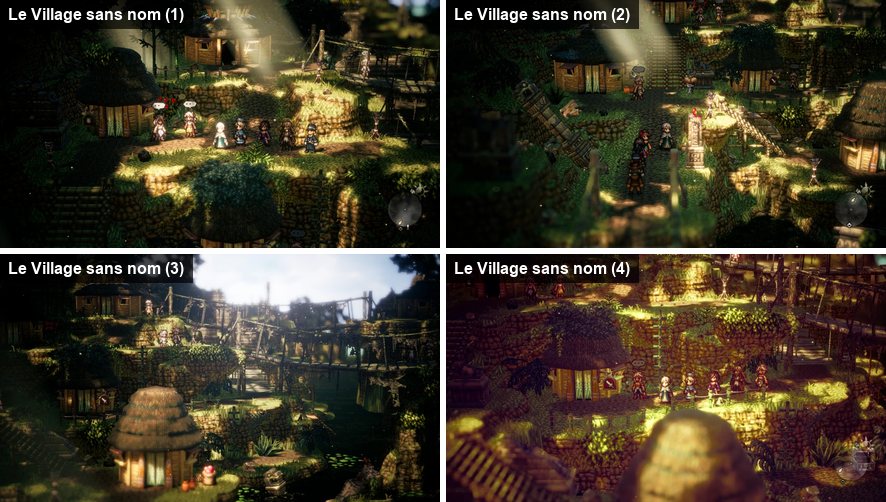 Le Village sans nom (1)
Le Village sans nom (2)
Le Village sans nom (3)
Le Village sans nom (4)